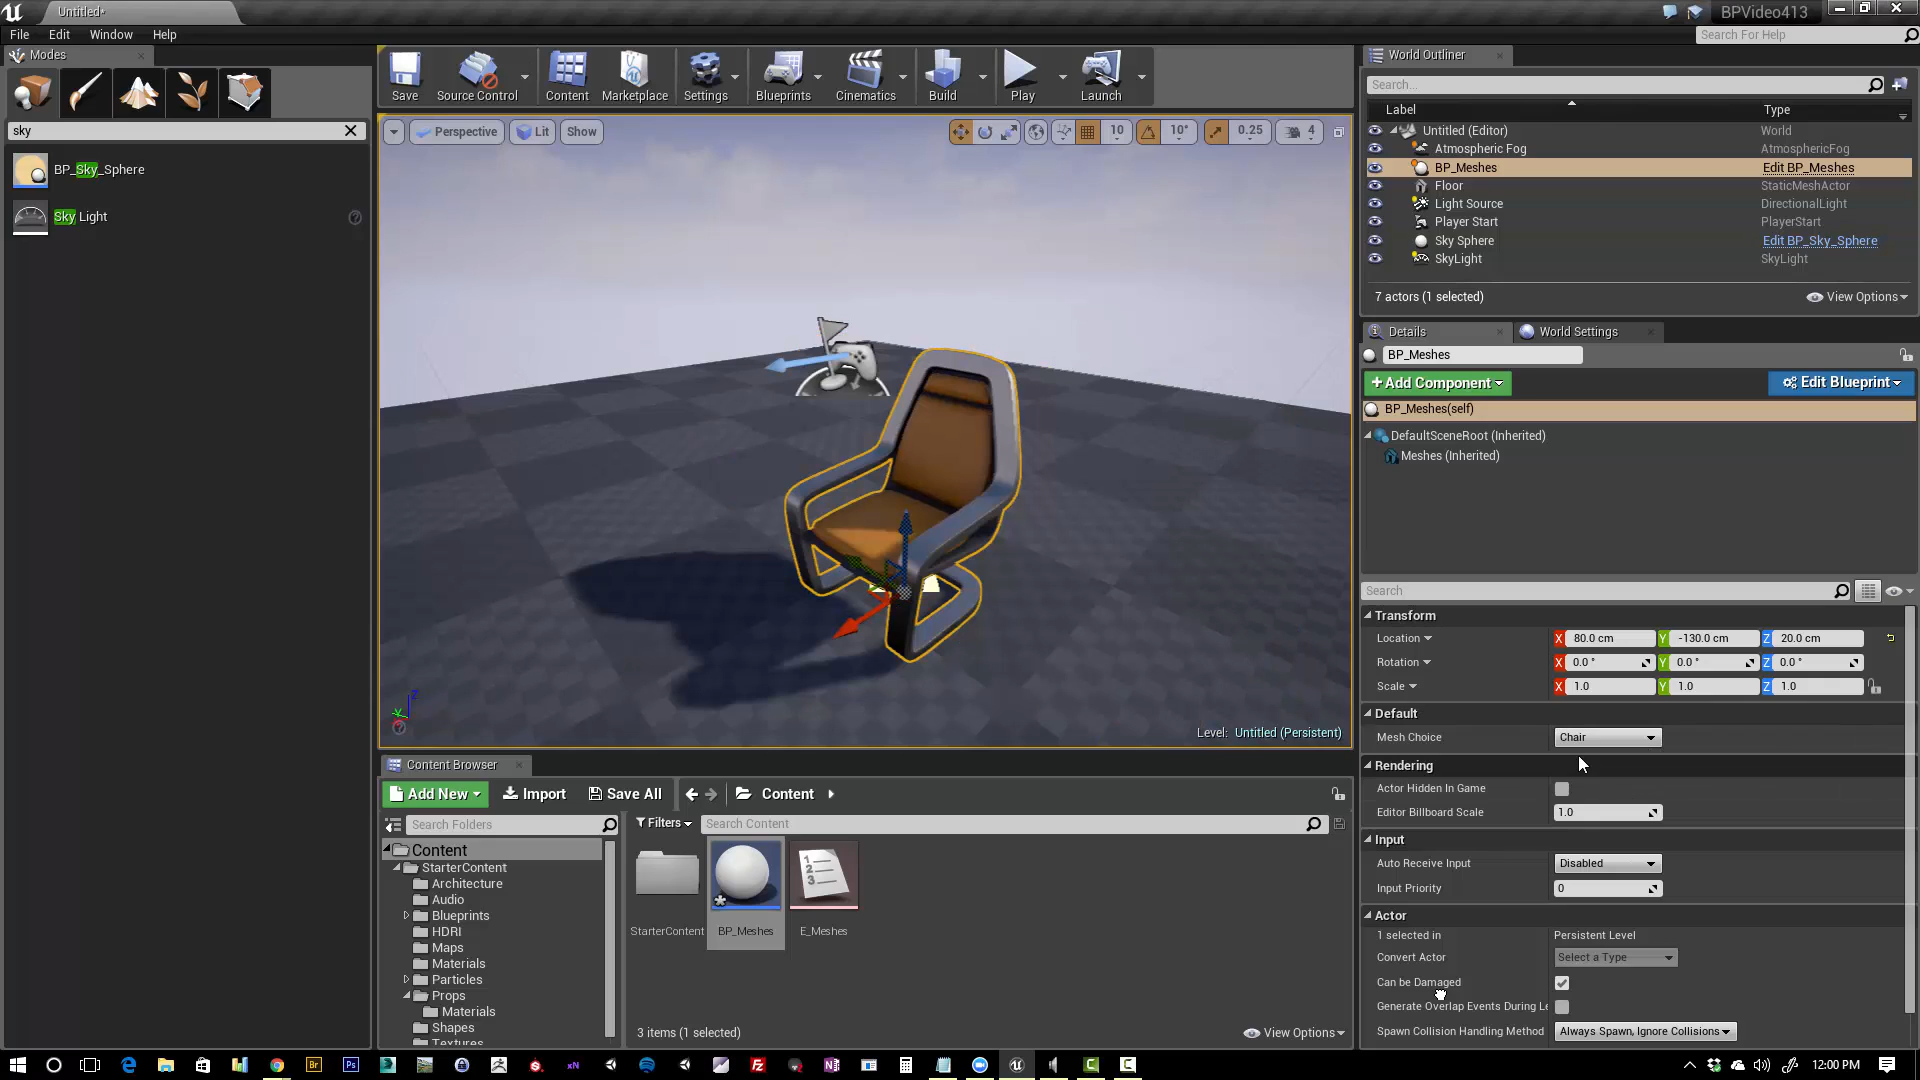 Untitled•
BPVideo413
File Edit Window Help
Search For Help
Modes
sky
BP_Sky_Sphere
Sky Light
Save
Source Control
Content
Marketplace
Settings
Blueprints
Cinematics
Build
Play
Launch
Perspective
Lit
Show
10
10°
0.25
4
Level: Untitled (Persistent)
World Outliner
Search...
Label Type
Untitled (Editor) World
Atmospheric Fog AtmosphericFog
BP_Meshes Edit BP_Meshes
Floor StaticMeshActor
Light Source DirectionalLight
Player Start PlayerStart
Sky Sphere Edit BP_Sky_Sphere
SkyLight SkyLight
7 actors (1 selected)
View Options
Details
World Settings
BP_Meshes
+Add Component
Edit Blueprint
BP_Meshes(self)
DefaultSceneRoot (Inherited)
Meshes (Inherited)
Search
Transform
Location X 80.0 cm Y -130.0 cm Z 20.0 cm
Rotation X 0.0 ° Y 0.0 ° Z 0.0 °
Scale X 1.0 Y 1.0 Z 1.0
Default
Mesh Choice Chair
Rendering
Actor Hidden In Game
Editor Billboard Scale 1.0
Input
Auto Receive Input Disabled
Input Priority 0
Actor
1 selected in Persistent Level
Convert Actor Select a Type
Can be Damaged
Generate Overlap Events During Le
Spawn Collision Handling Method Always Spawn, Ignore Collisions
Content Browser
Add New
Import
Save All
Content
Search Folders
Filters
Search Content
Content
StarterContent
Architecture
Audio
Blueprints
HDRI
Maps
Materials
Particles
Props
Materials
Shapes
Textures
StarterContent
BP_Meshes
E_Meshes
3 items (1 selected)
View Options
12:00 PM